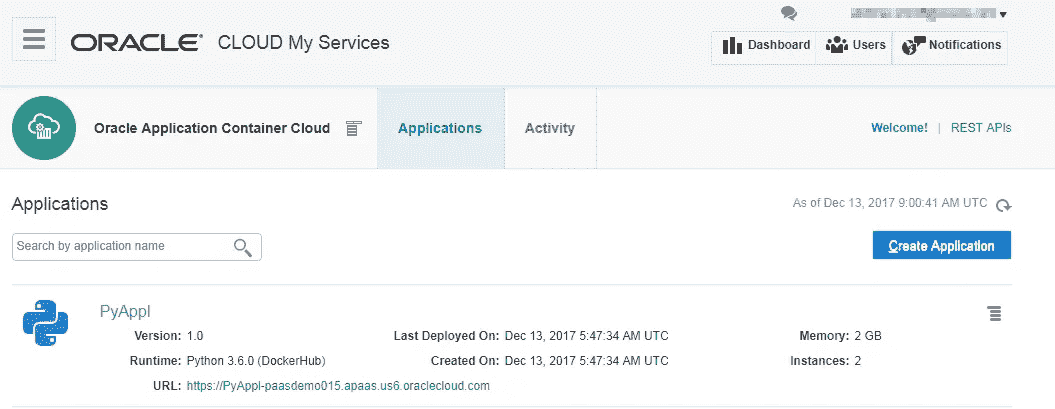 ORACLE® CLOUD My Services
Dashboard Users Notifications
Oracle Application Container Cloud Applications Activity Welcome! | REST APIs
Applications As of Dec 13, 2017 9:00:41 AM UTC
Search by application name Create Application
PyAppl
Version: 1.0 Last Deployed On: Dec 13, 2017 5:47:34 AM UTC Memory: 2 GB
Runtime: Python 3.6.0 (DockerHub) Created On: Dec 13, 2017 5:47:34 AM UTC Instances: 2
URL: https://PyAppl-paasdemo015.apaas.us6.oraclecloud.com